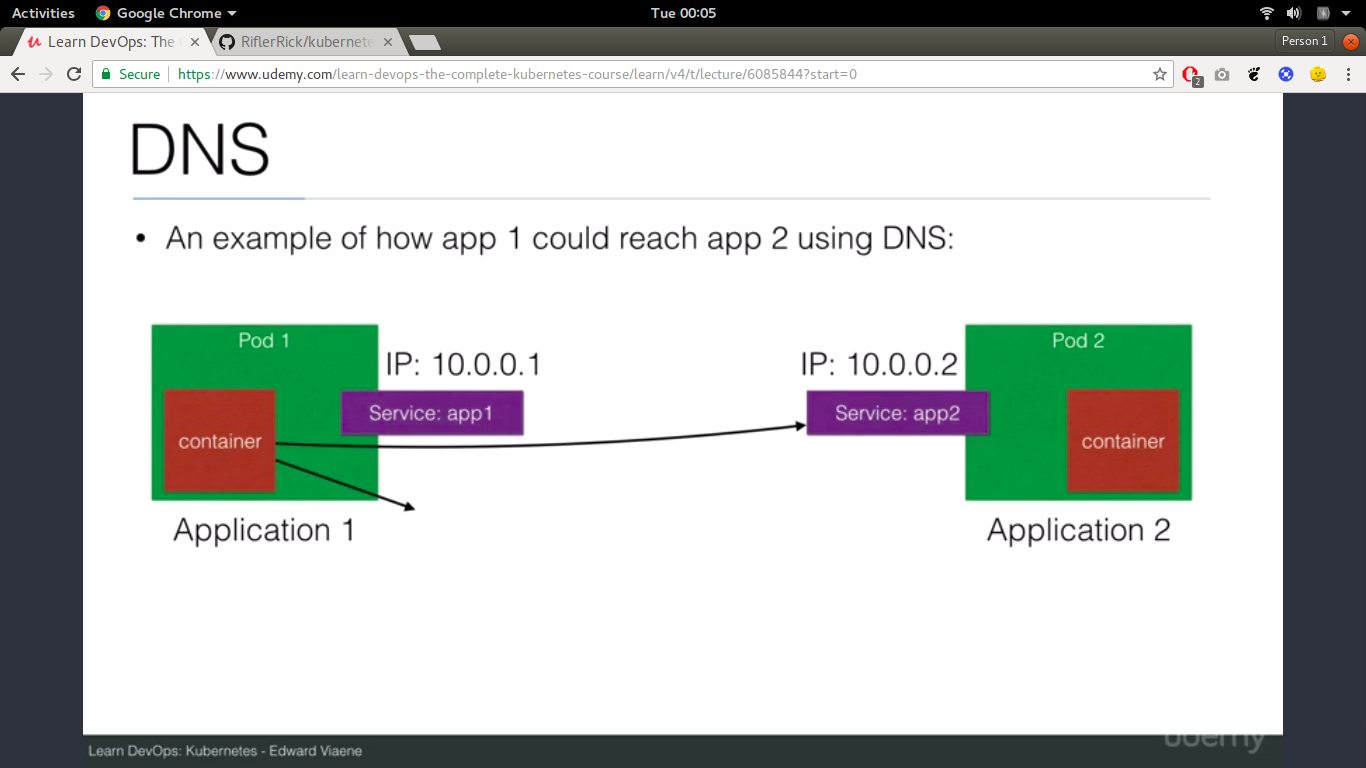 Activities Google Chrome Tue 00:05
Learn DevOps: The RiflerRick/kubernete Person 1
Secure https://www.udemy.com/learn-devops-the-complete-kubernetes-course/learn/v4/t/lecture/6085844?start=0 2
DNS
• An example of how app 1 could reach app 2 using DNS:
Pod 1 Pod 2
IP: 10.0.0.1 IP: 10.0.0.2
Service: app1 Service: app2
container container
Application 1 Application 2
Learn DevOps: Kubernetes - Edward Viaene
udemy